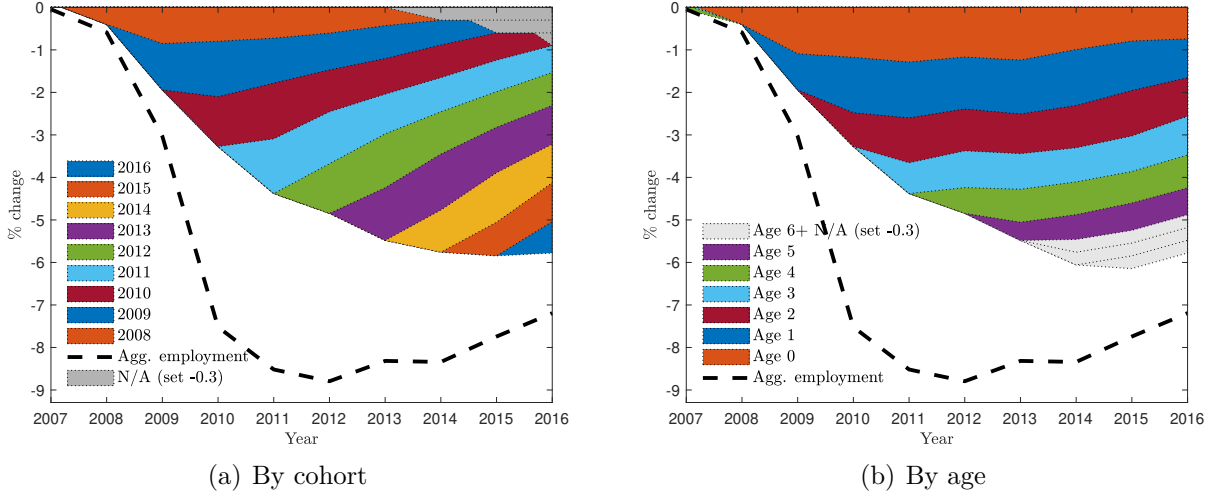 0
-1
-2
-3
-4
-5
-6
-7
-8
-9
% change
2016
2015
2014
2013
2012
2011
2010
2009
2008
Agg. employment
N/A (set -0.3)
2007 2008 2009 2010 2011 2012 2013 2014 2015 2016
Year
(a) By cohort
0
-1
-2
-3
-4
-5
-6
-7
-8
-9
% change
Age 6+ N/A (set -0.3)
Age 5
Age 4
Age 3
Age 2
Age 1
Age 0
Agg. employment
2007 2008 2009 2010 2011 2012 2013 2014 2015 2016
Year
(b) By age